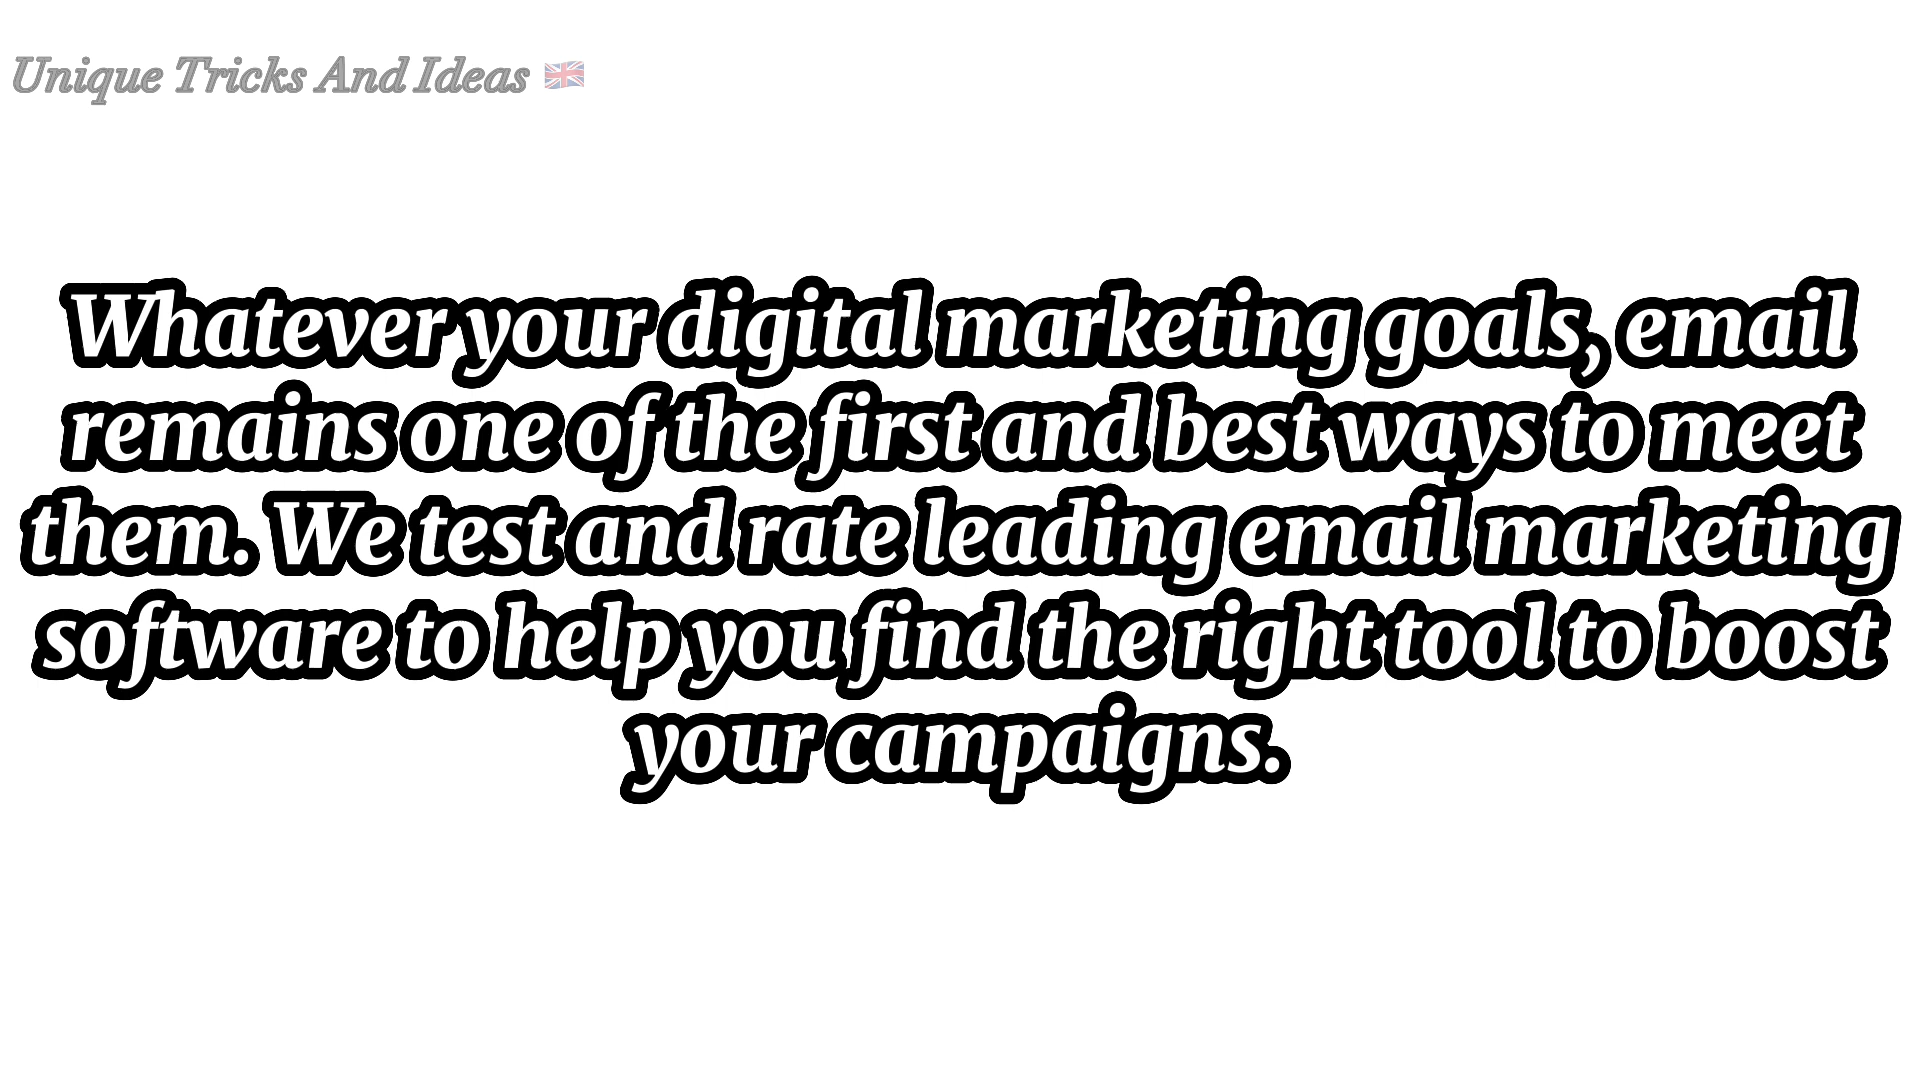 Unique Tricks And Ideas 🇬🇧
Whatever your digital marketing goals, email
remains one of the first and best ways to meet
them. We test and rate leading email marketing
software to help you find the right tool to boost
your campaigns.